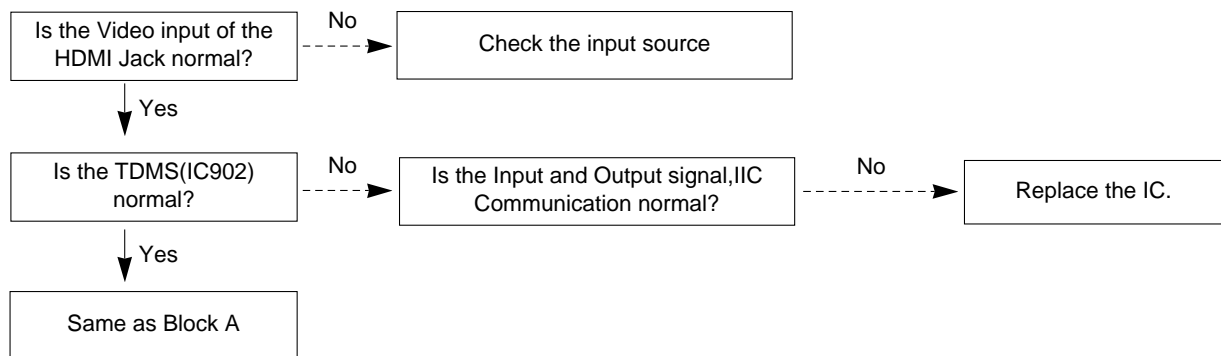 Is the Video input of the
HDMI Jack normal?
No
Check the input source
Yes
Is the TDMS(IC902)
normal?
No
Is the Input and Output signal,IIC
Communication normal?
No
Replace the IC.
Yes
Same as Block A